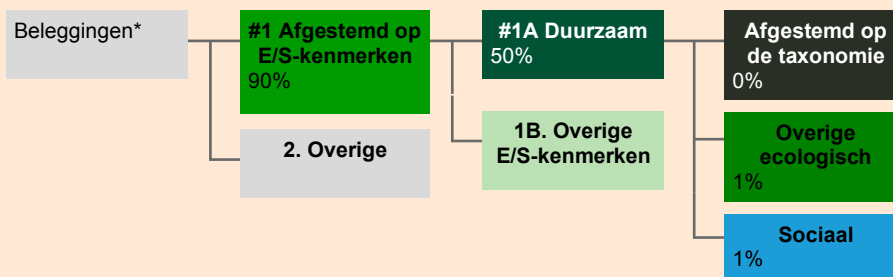 Beleggingen*
#1 Afgestemd op
E/S-kenmerken
90%
2. Overige
#1A Duurzaam
50%
1B. Overige
E/S-kenmerken
Afgestemd op
de taxonomie
0%
Overige
ecologisch
1%
Sociaal
1%